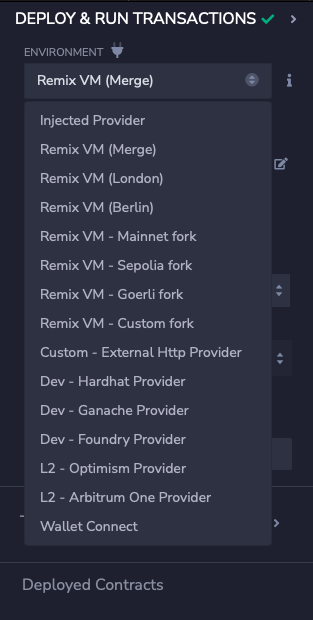 DEPLOY & RUN TRANSACTIONS
ENVIRONMENT
Remix VM (Merge)
Injected Provider
Remix VM (Merge)
Remix VM (London)
Remix VM (Berlin)
Remix VM - Mainnet fork
Remix VM - Sepolia fork
Remix VM - Goerli fork
Remix VM - Custom fork
Custom - External Http Provider
Dev - Hardhat Provider
Dev - Ganache Provider
Dev - Foundry Provider
L2 - Optimism Provider
L2 - Arbitrum One Provider
Wallet Connect
Deployed Contracts